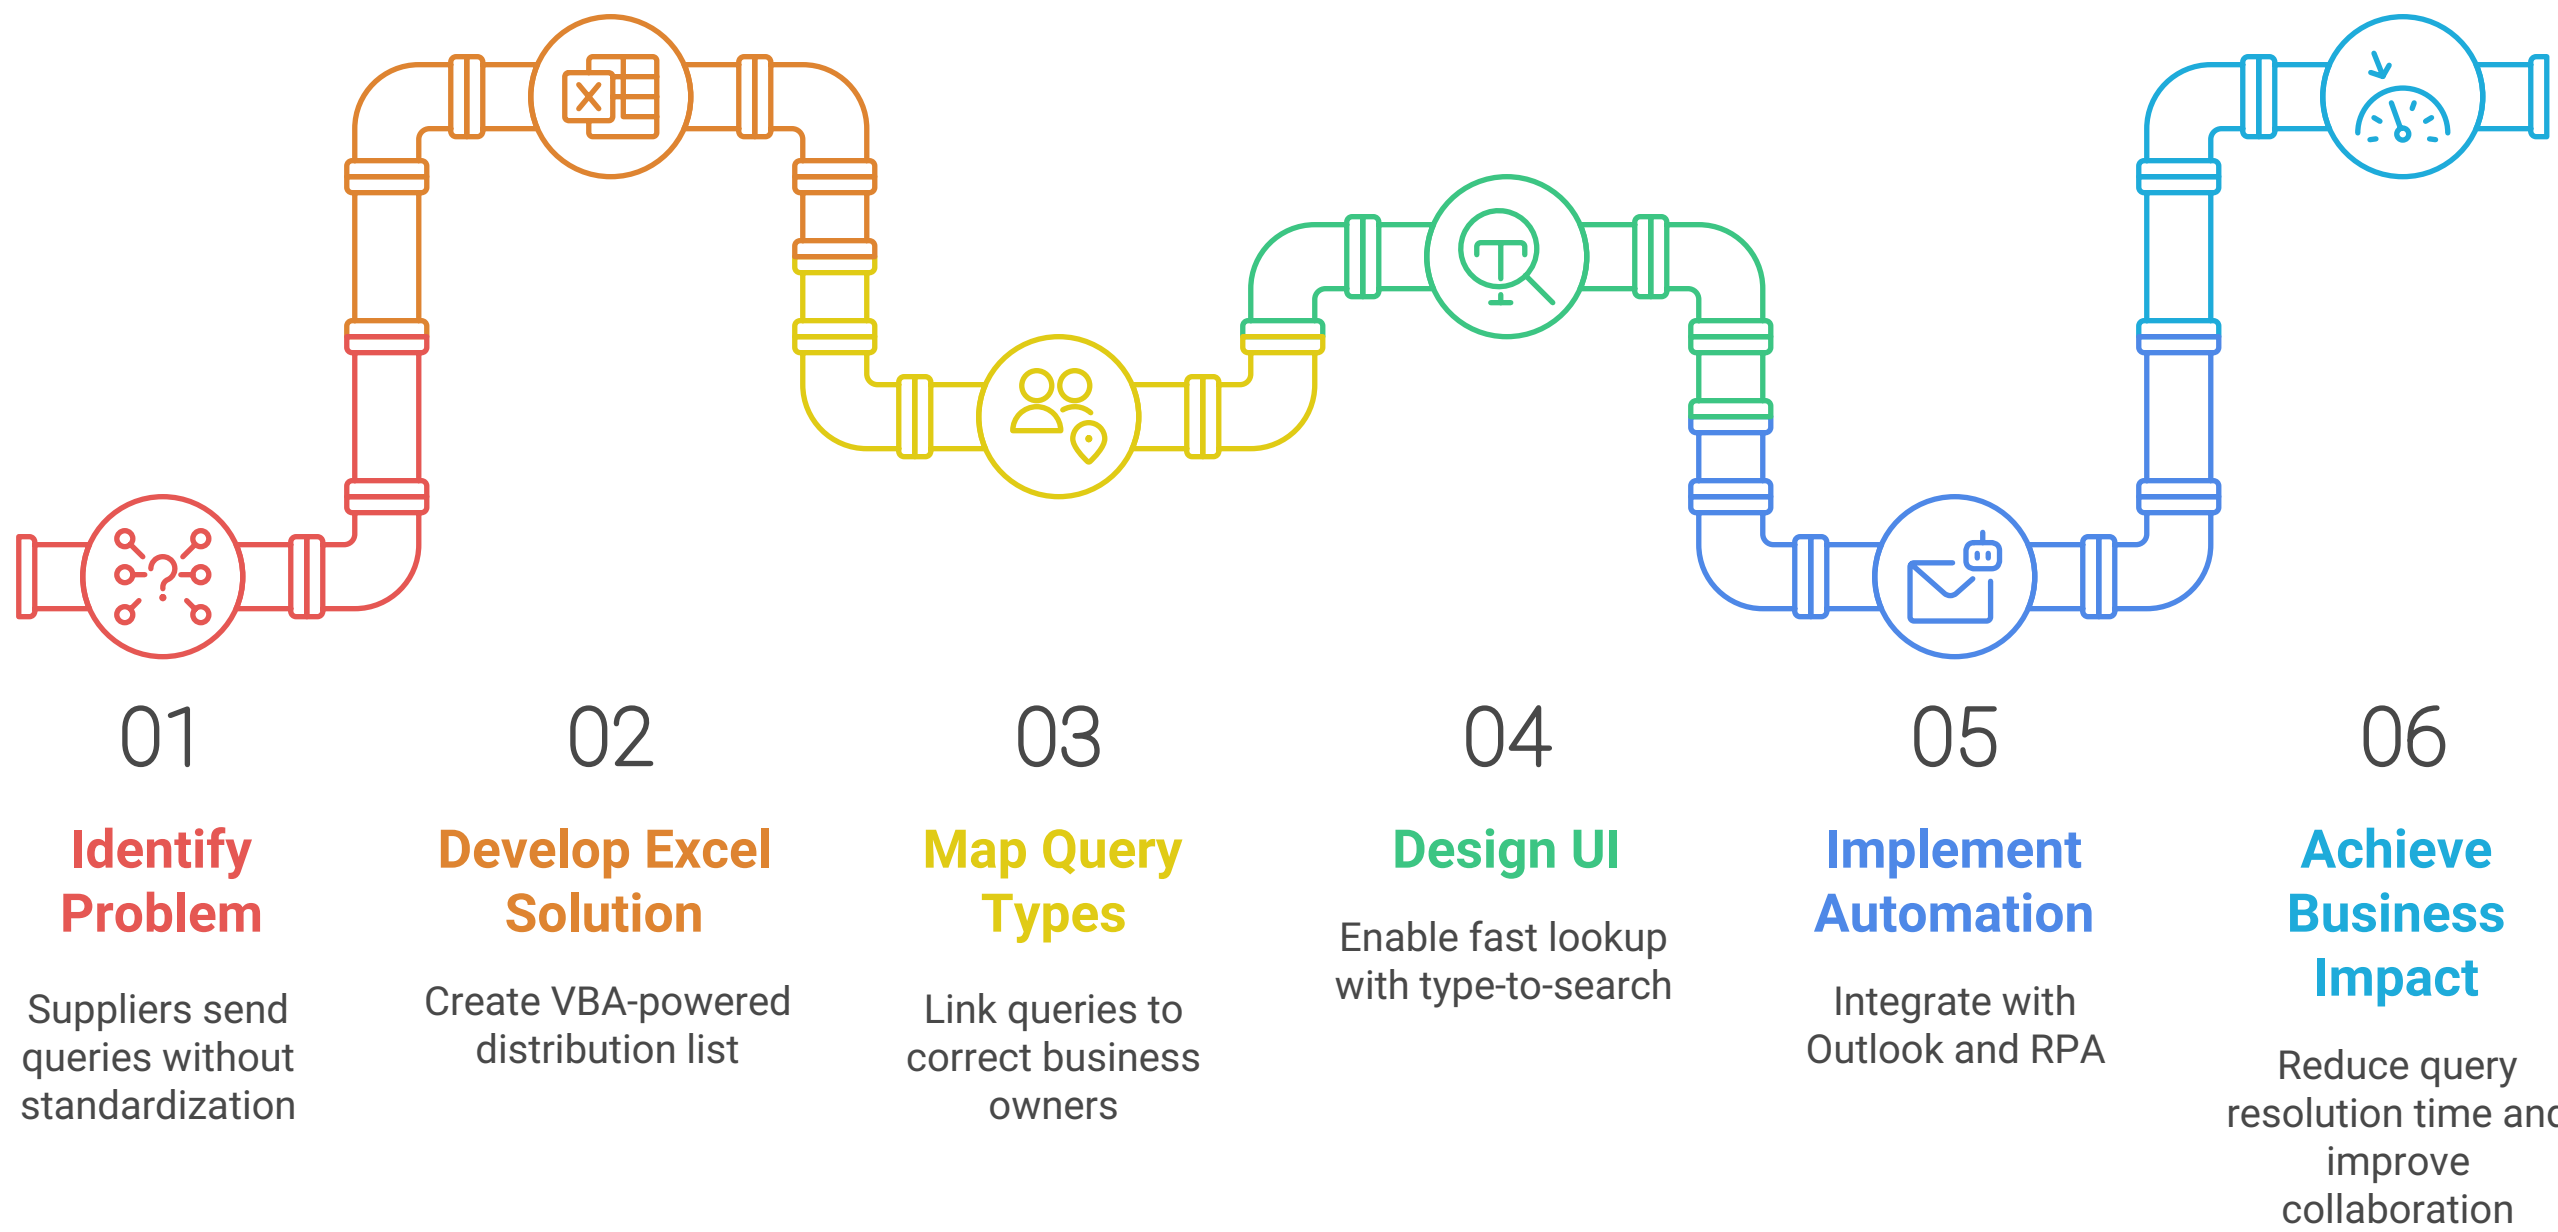 01
Identify
Problem
Suppliers send
queries without
standardization
02
Develop Excel
Solution
Create VBA-powered
distribution list
03
Map Query
Types
Link queries to
correct business
owners
04
Design UI
Enable fast lookup
with type-to-search
05
Implement
Automation
Integrate with
Outlook and RPA
06
Achieve
Business
Impact
Reduce query
resolution time and
improve
collaboration